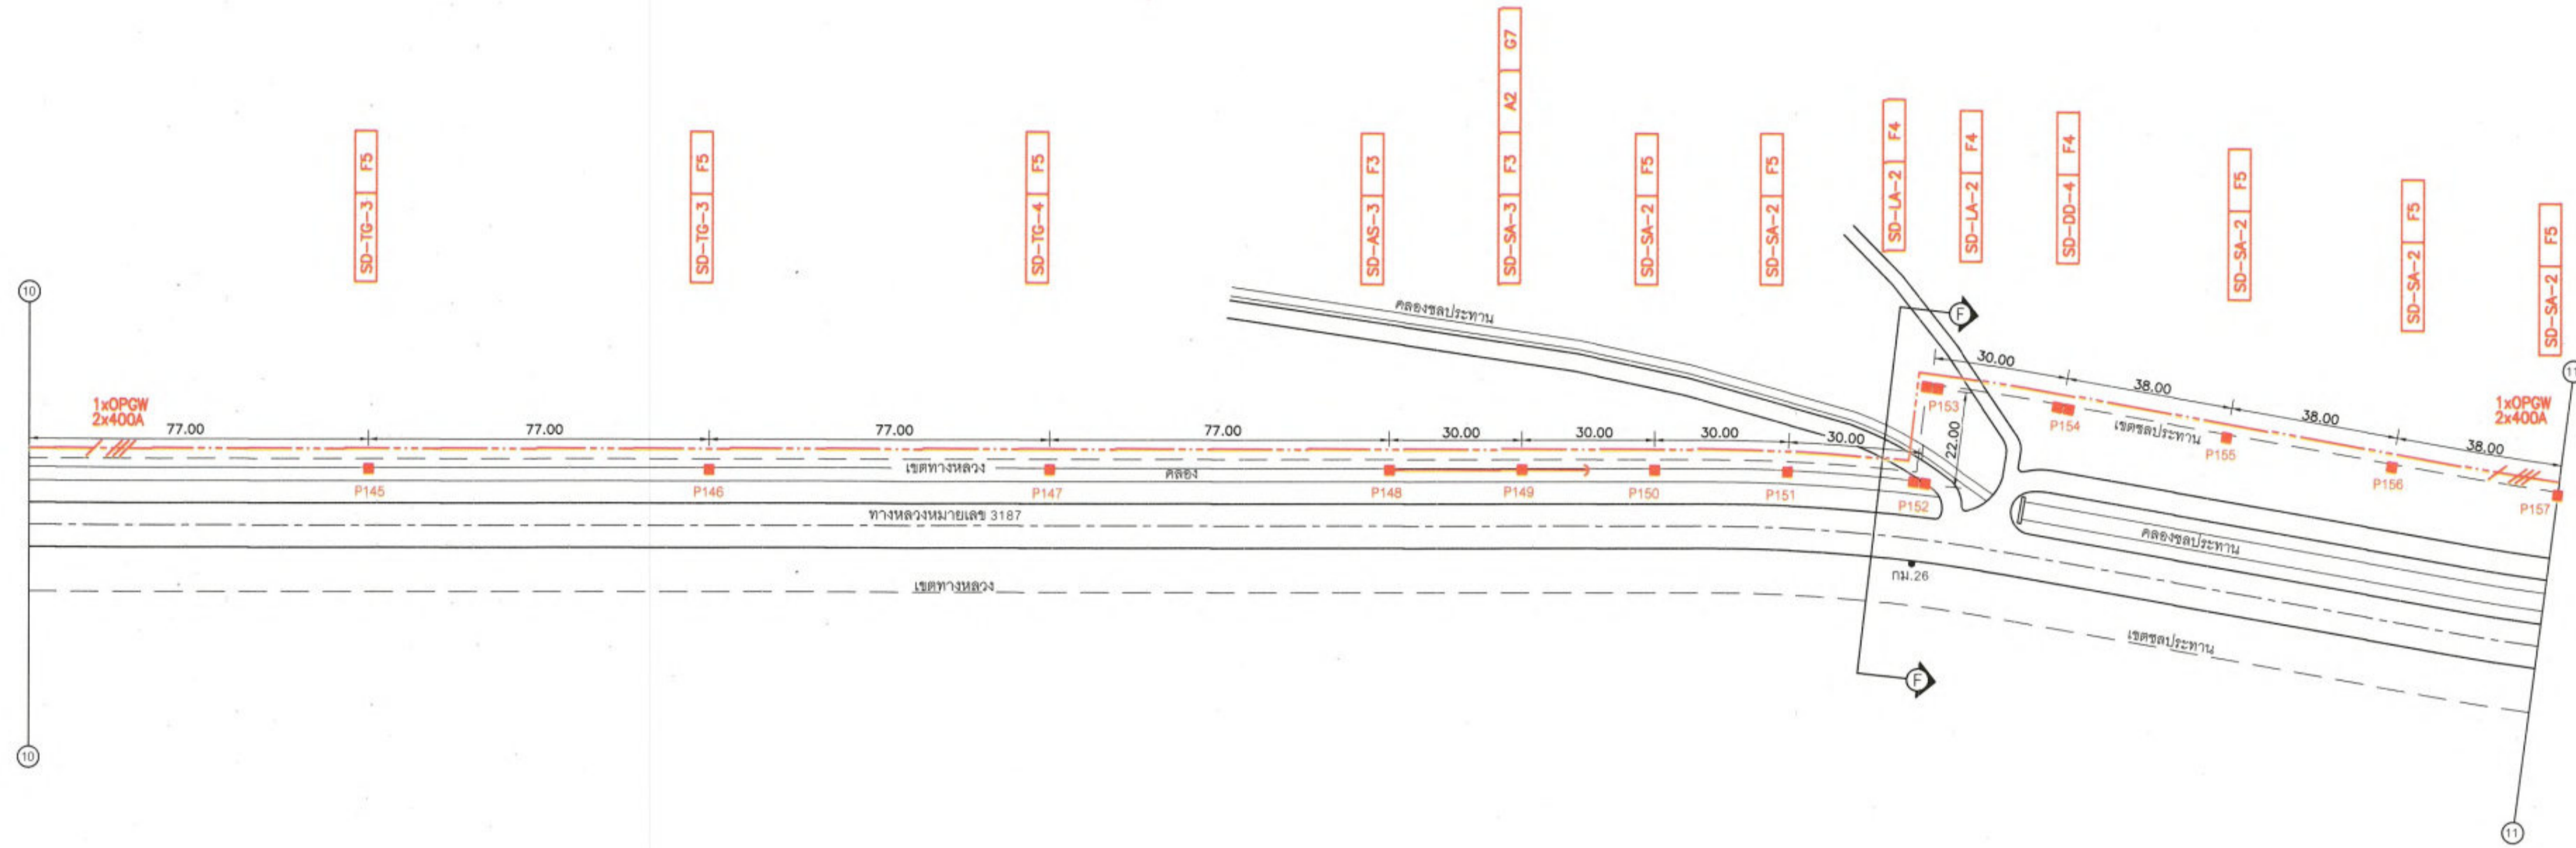 G7
A2
F3
SD-SA-3
F5
SD-TG-3
F5
SD-TG-3
F5
SD-TG-4
F3
SD-AS-3
F5
SD-SA-2
F5
SD-SA-2
F4
SD-LA-2
F4
SD-LA-2
F4
SD-DD-4
F5
SD-SA-2
F5
SD-SA-2
F5
SD-SA-2
10
คลองชลประทาน
F
30.00
38.00
38.00
38.00
11
1xOPGW
2x400A
1xOPGW
2x400A
77.00
77.00
77.00
77.00
30.00
30.00
30.00
30.00
22.00
เขตทางหลวง
คลอง
เขตชลประทาน
P145
P146
P147
P148
P149
P150
P151
P152
P153
P154
P155
P156
P157
ทางหลวงหมายเลข 3187
คลองชลประทาน
กม.26
เขตทางหลวง
เขตชลประทาน
F
10
11